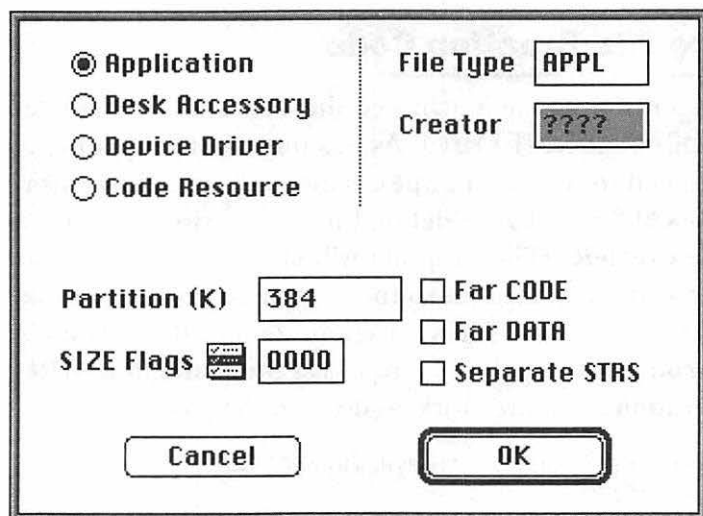 Application
Desk Accessory
Device Driver
Code Resource
File Type APPL
Creator ????
Partition (K) 384
SIZE Flags 0000
Far CODE
Far DATA
Separate STRS
Cancel
OK